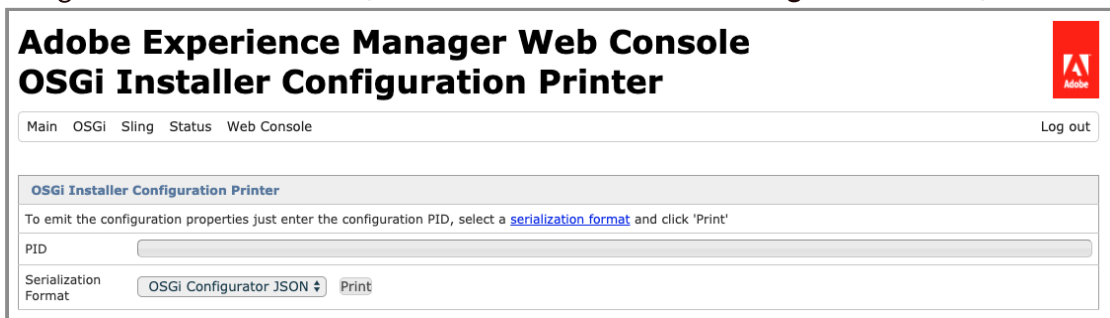 Adobe Experience Manager Web Console
OSGi Installer Configuration Printer
Adobe
Main OSGi Sling Status Web Console Log out
OSGi Installer Configuration Printer
To emit the configuration properties just enter the configuration PID, select a serialization format and click 'Print'
PID
Serialization
Format
OSGi Configurator JSON Print